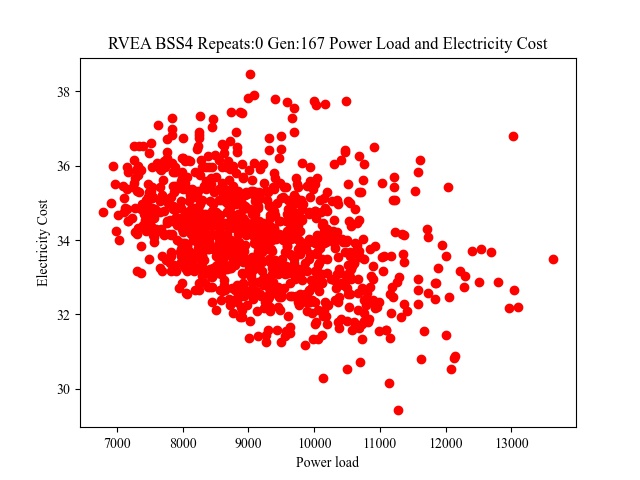 RVEA BSS4 Repeats:0 Gen:167 Power Load and Electricity Cost
38
36
34
32
30
Electricity Cost
7000 8000 9000 10000 11000 12000 13000
Power load